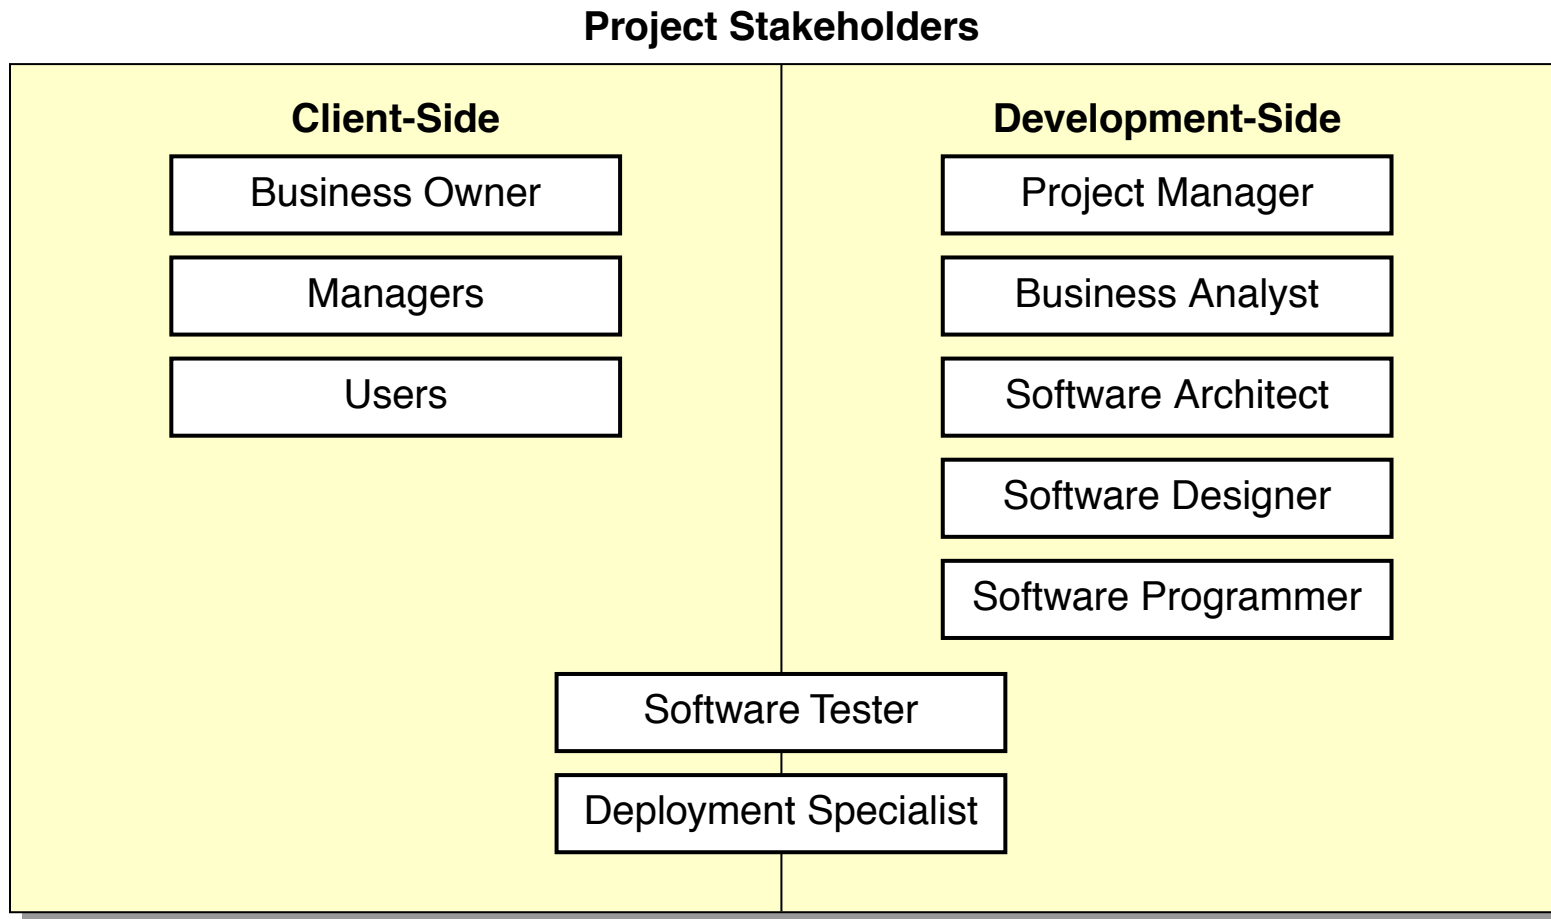 Project Stakeholders
Client-Side
Business Owner
Managers
Users
Development-Side
Project Manager
Business Analyst
Software Architect
Software Designer
Software Programmer
Software Tester
Deployment Specialist